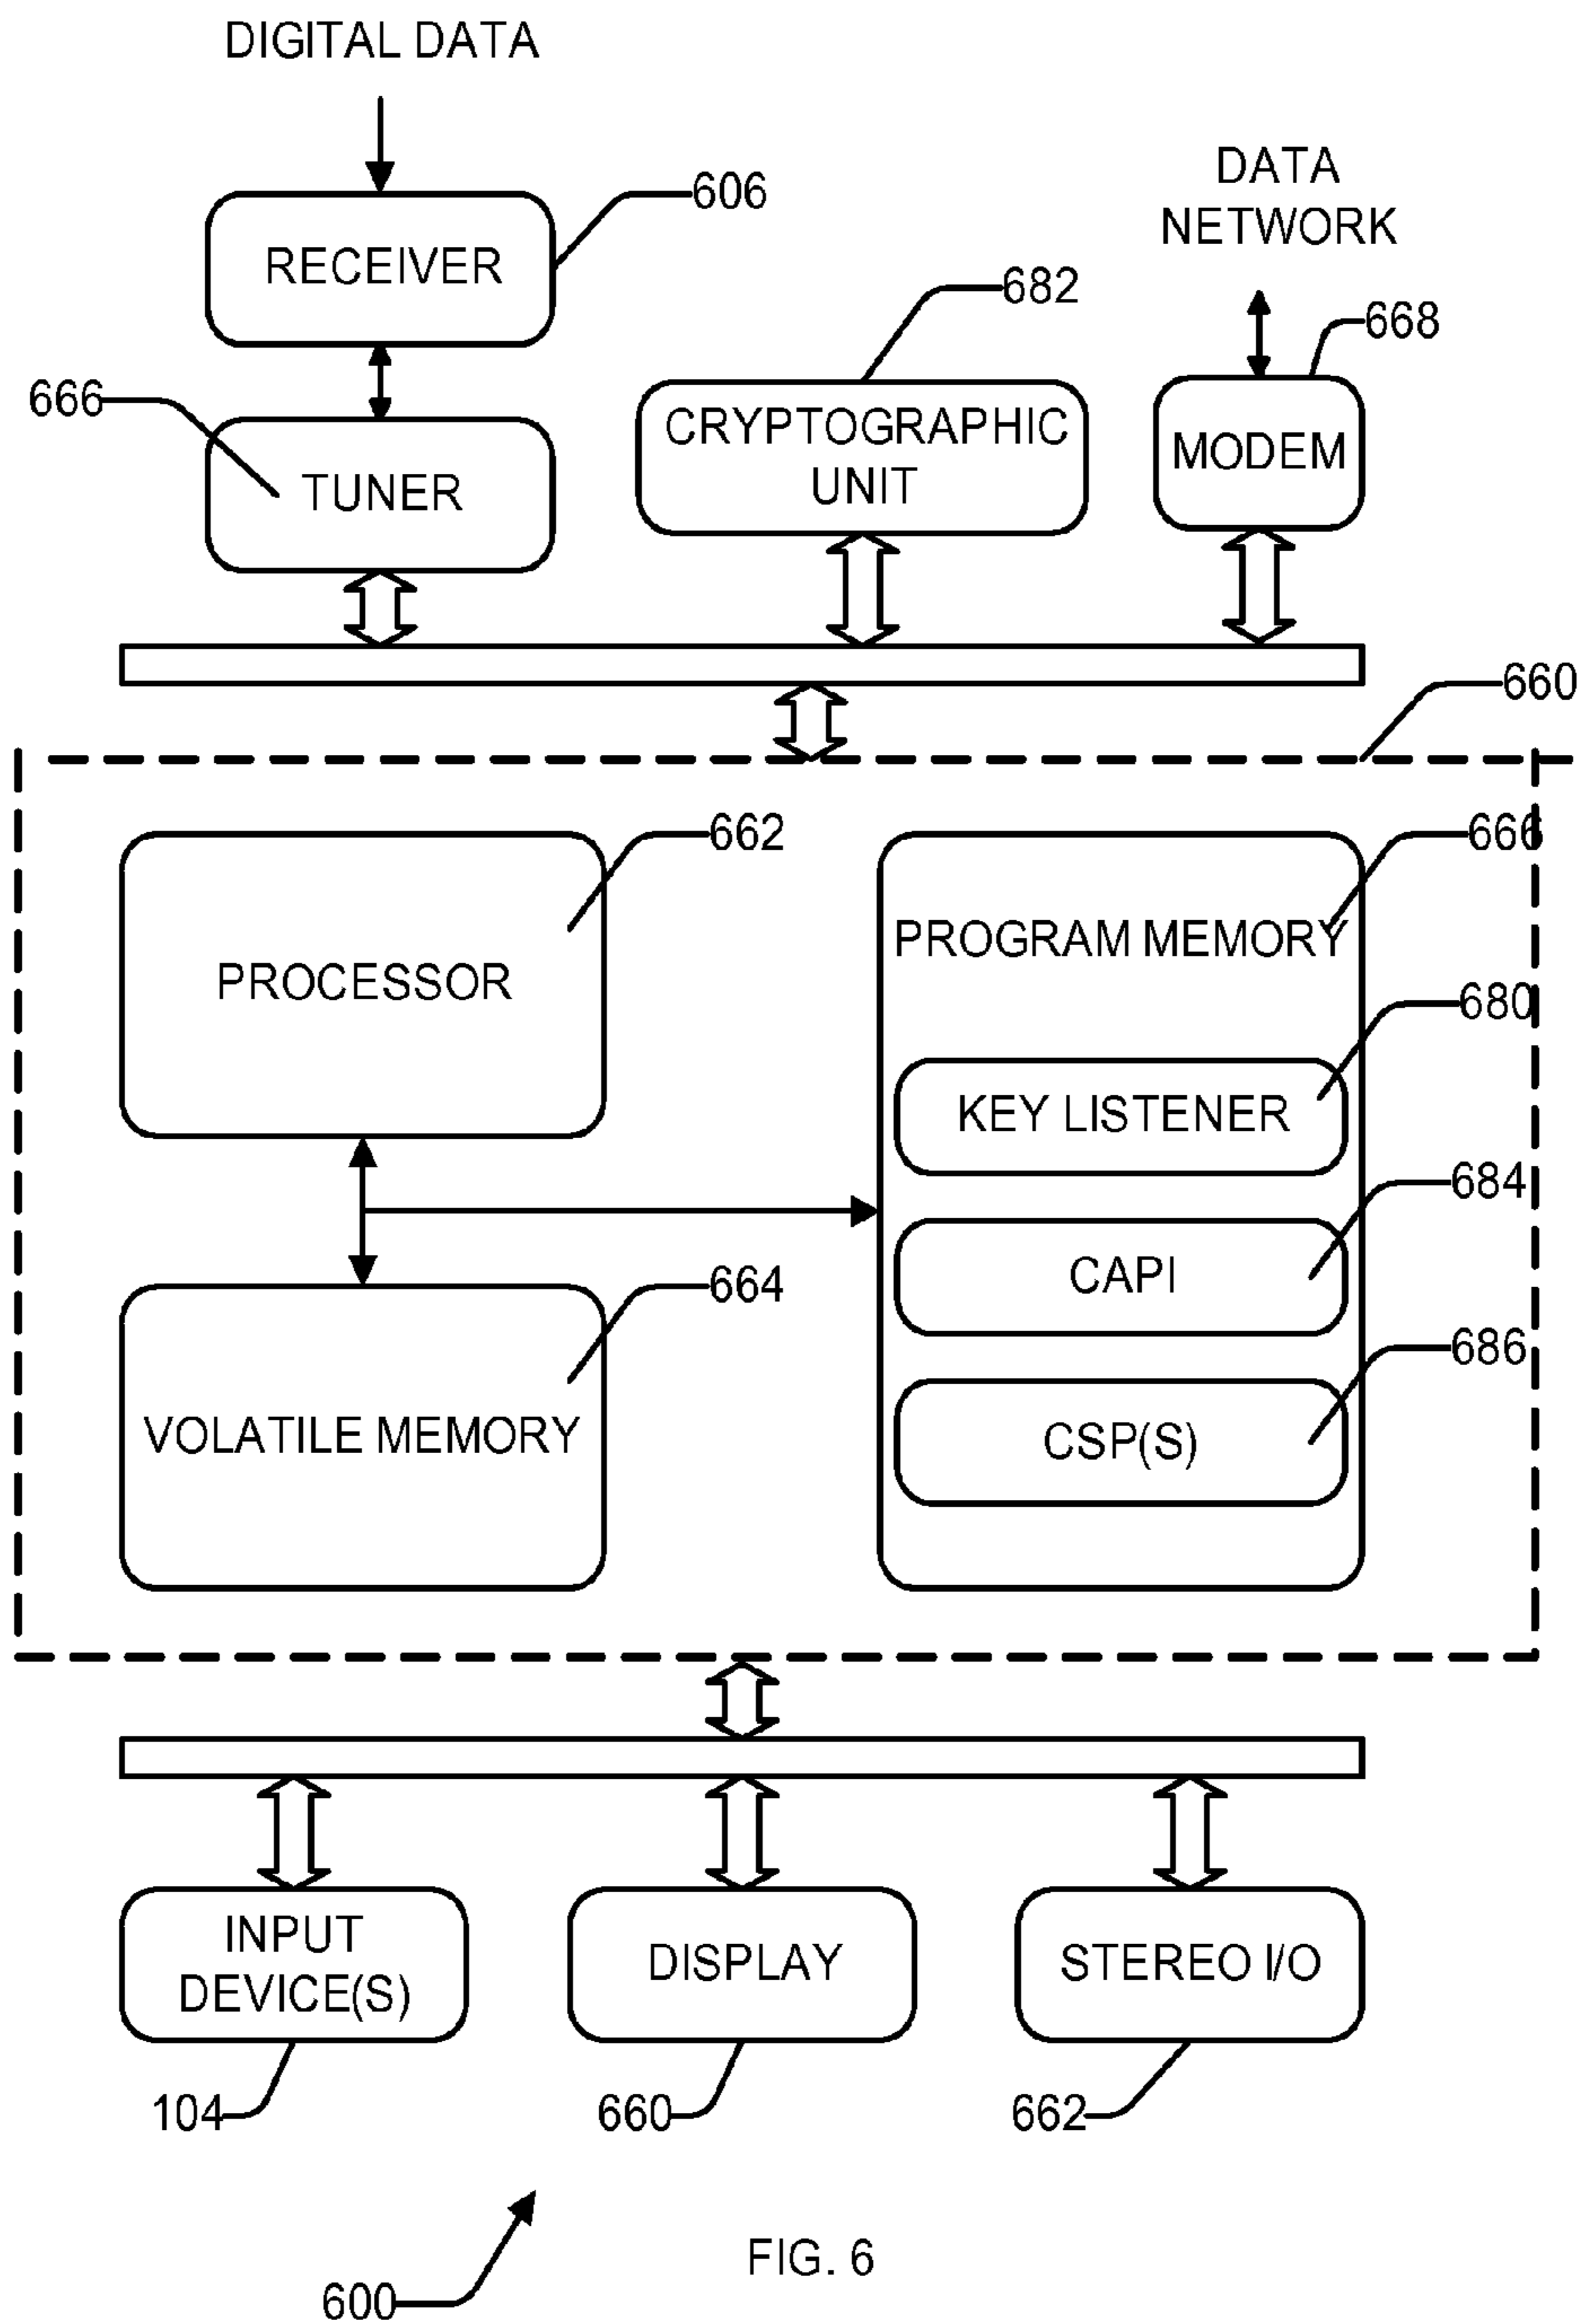 DIGITAL DATA
DATA
NETWORK
606
RECEIVER
682
668
666
CRYPTOGRAPHIC
UNIT
MODEM
TUNER
660
662
666
PROGRAM MEMORY
PROCESSOR
680
KEY LISTENER
684
CAPI
664
686
VOLATILE MEMORY
CSP(S)
INPUT
DEVICE(S)
DISPLAY
STEREO I/O
104
660
662
FIG. 6
600